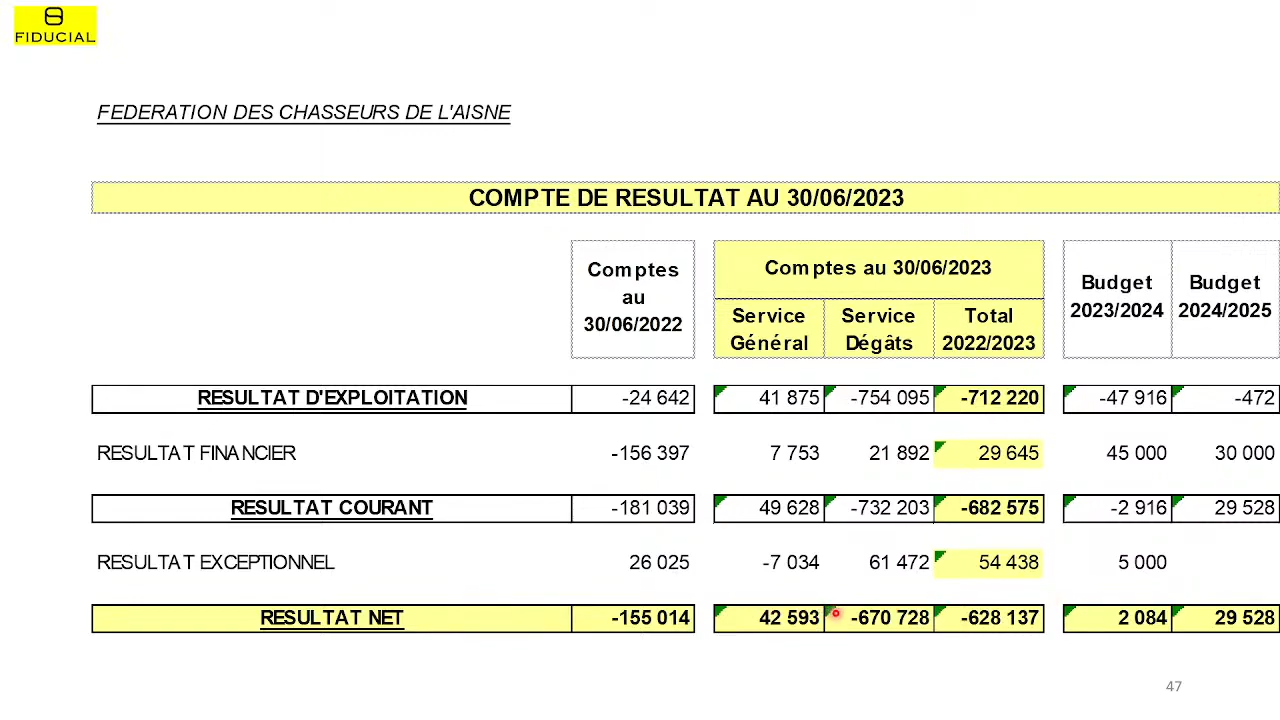 FIDUCIAL
FEDERATION DES CHASSEURS DE L'AISNE
COMPTE DE RESULTAT AU 30/06/2023
Comptes au 30/06/2022 Comptes au 30/06/2023 Budget 2023/2024 Budget 2024/2025
Service Général Service Dégâts Total 2022/2023
RESULTAT D'EXPLOITATION -24 642 41 875 -754 095 -712 220 -47 916 -472
RESULTAT FINANCIER -156 397 7 753 21 892 29 645 45 000 30 000
RESULTAT COURANT -181 039 49 628 -732 203 -682 575 -2 916 29 528
RESULTAT EXCEPTIONNEL 26 025 -7 034 61 472 54 438 5 000
RESULTAT NET -155 014 42 593 -670 728 -628 137 2 084 29 528
47